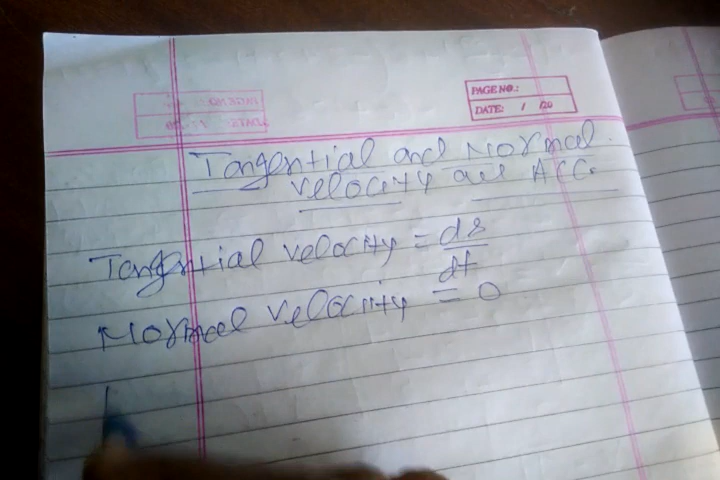 PAGE NO.:
DATE: / /20
Tangential and Normal
velocity and Acc.
Tangential velocity = ds/dt
Normal velocity = 0